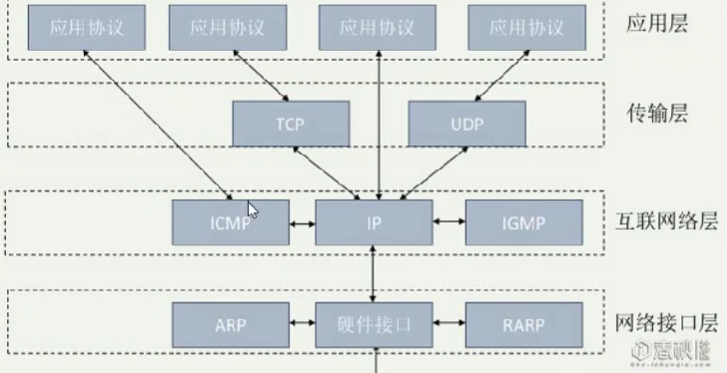 应用协议 应用协议 应用协议 应用协议 应用层
TCP UDP 传输层
ICMP IP IGMP 互联网络层
ARP 硬件接口 RARP 网络接口层